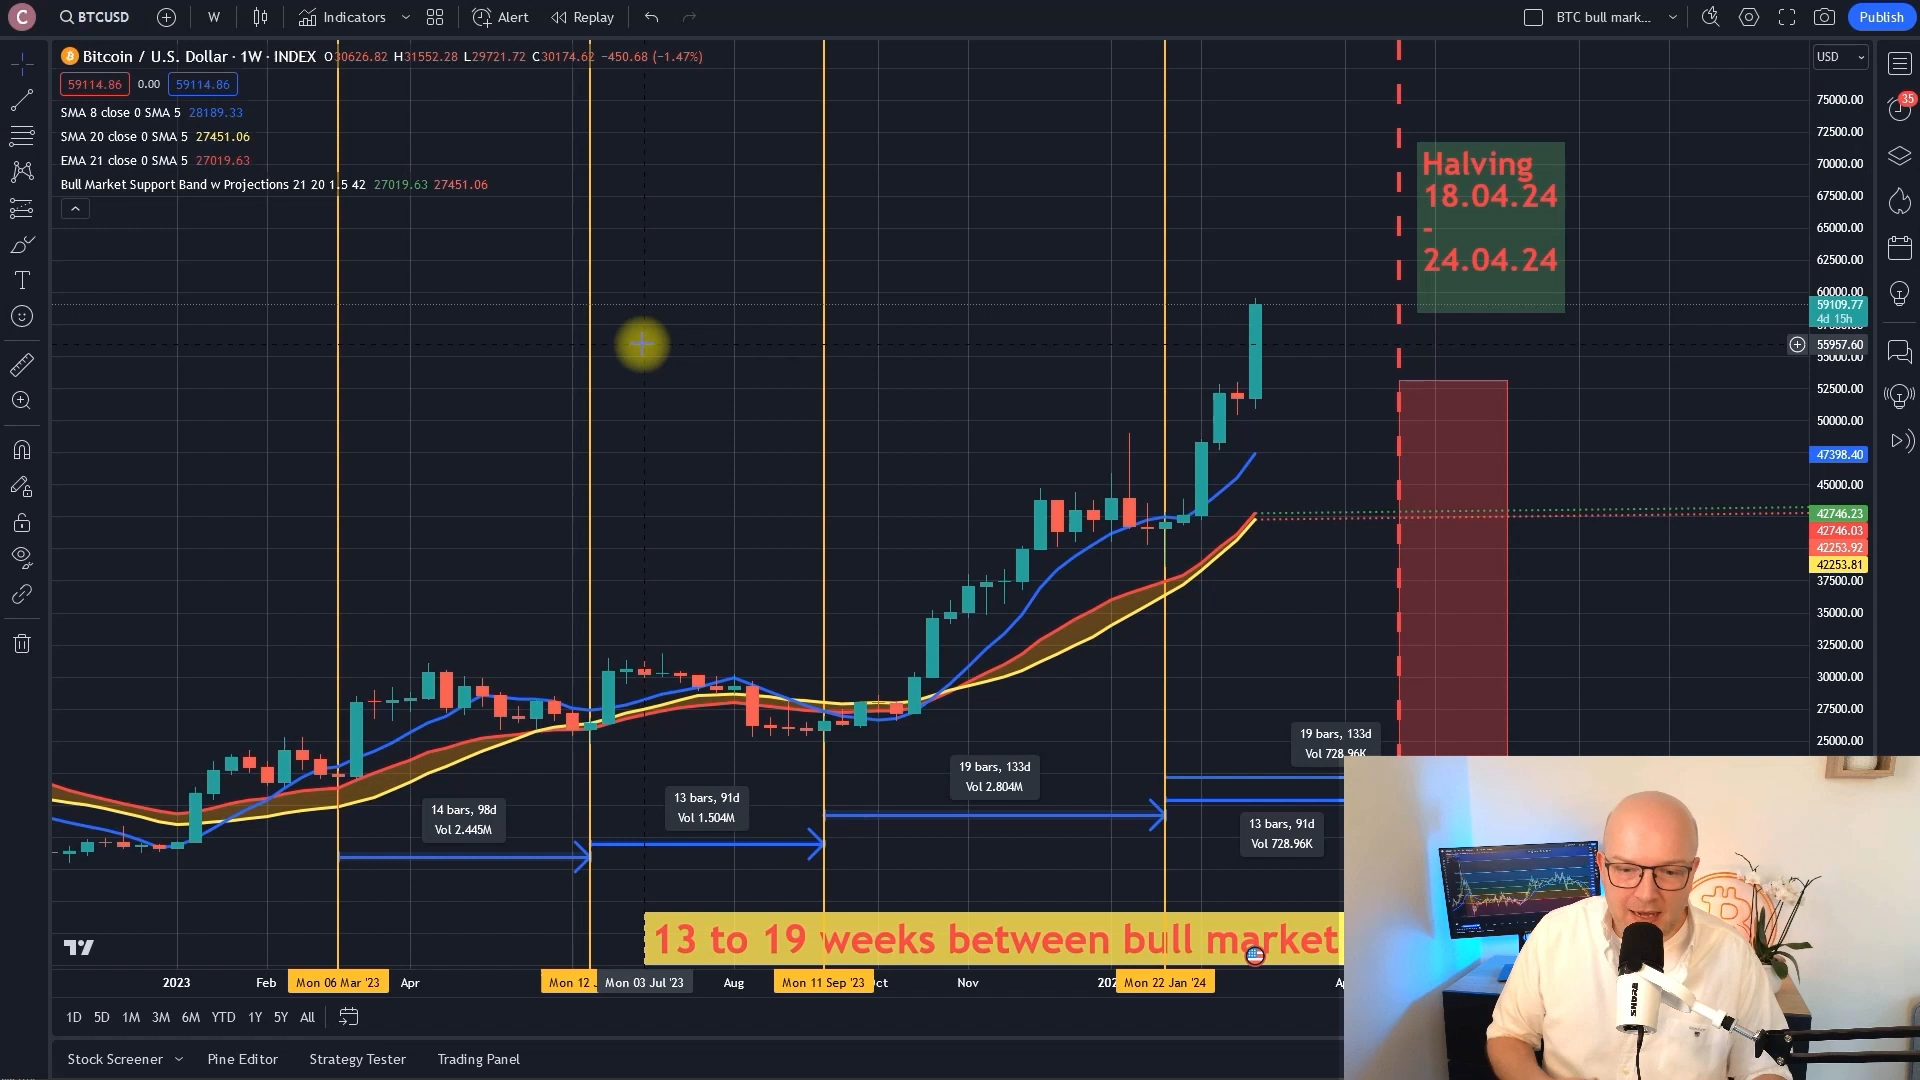 C
BTCUSD
W
Indicators
Alert
Replay
BTC bull mark...
Publish
Bitcoin / U.S. Dollar · 1W · INDEX O30626.82 H31552.28 L29721.72 C30174.62 −450.68 (−1.47%)
59114.86 0.00 59114.86
SMA 8 close 0 SMA 5 28189.33
SMA 20 close 0 SMA 5 27451.06
EMA 21 close 0 SMA 5 27019.63
Bull Market Support Band w Projections 21 20 1.5 42 27019.63 27451.06
USD
35
75000.00
72500.00
70000.00
67500.00
65000.00
62500.00
60000.00
59109.77
4d 15h
55957.60
55000.00
52500.00
50000.00
47398.40
45000.00
42746.23
42746.03
42253.92
42253.81
37500.00
35000.00
32500.00
30000.00
27500.00
25000.00
Halving
18.04.24
-
24.04.24
19 bars, 133d
Vol 728.96K
19 bars, 133d
Vol 2.804M
13 bars, 91d
Vol 1.504M
14 bars, 98d
Vol 2.445M
13 bars, 91d
Vol 728.96K
13 to 19 weeks between bull market
2023
Feb
Mon 06 Mar '23
Apr
Mon 12
Mon 03 Jul '23
Aug
Mon 11 Sep '23
Nov
202
Mon 22 Jan '24
1D 5D 1M 3M 6M YTD 1Y 5Y All
Stock Screener
Pine Editor
Strategy Tester
Trading Panel
SHURE